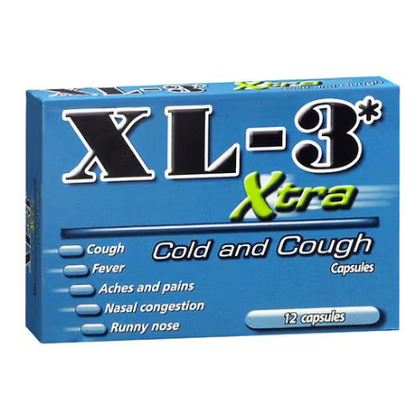 XL-3*
Xtra
Cold and Cough
Capsules
Cough
Fever
Aches and pains
Nasal congestion
Runny nose
12 capsules